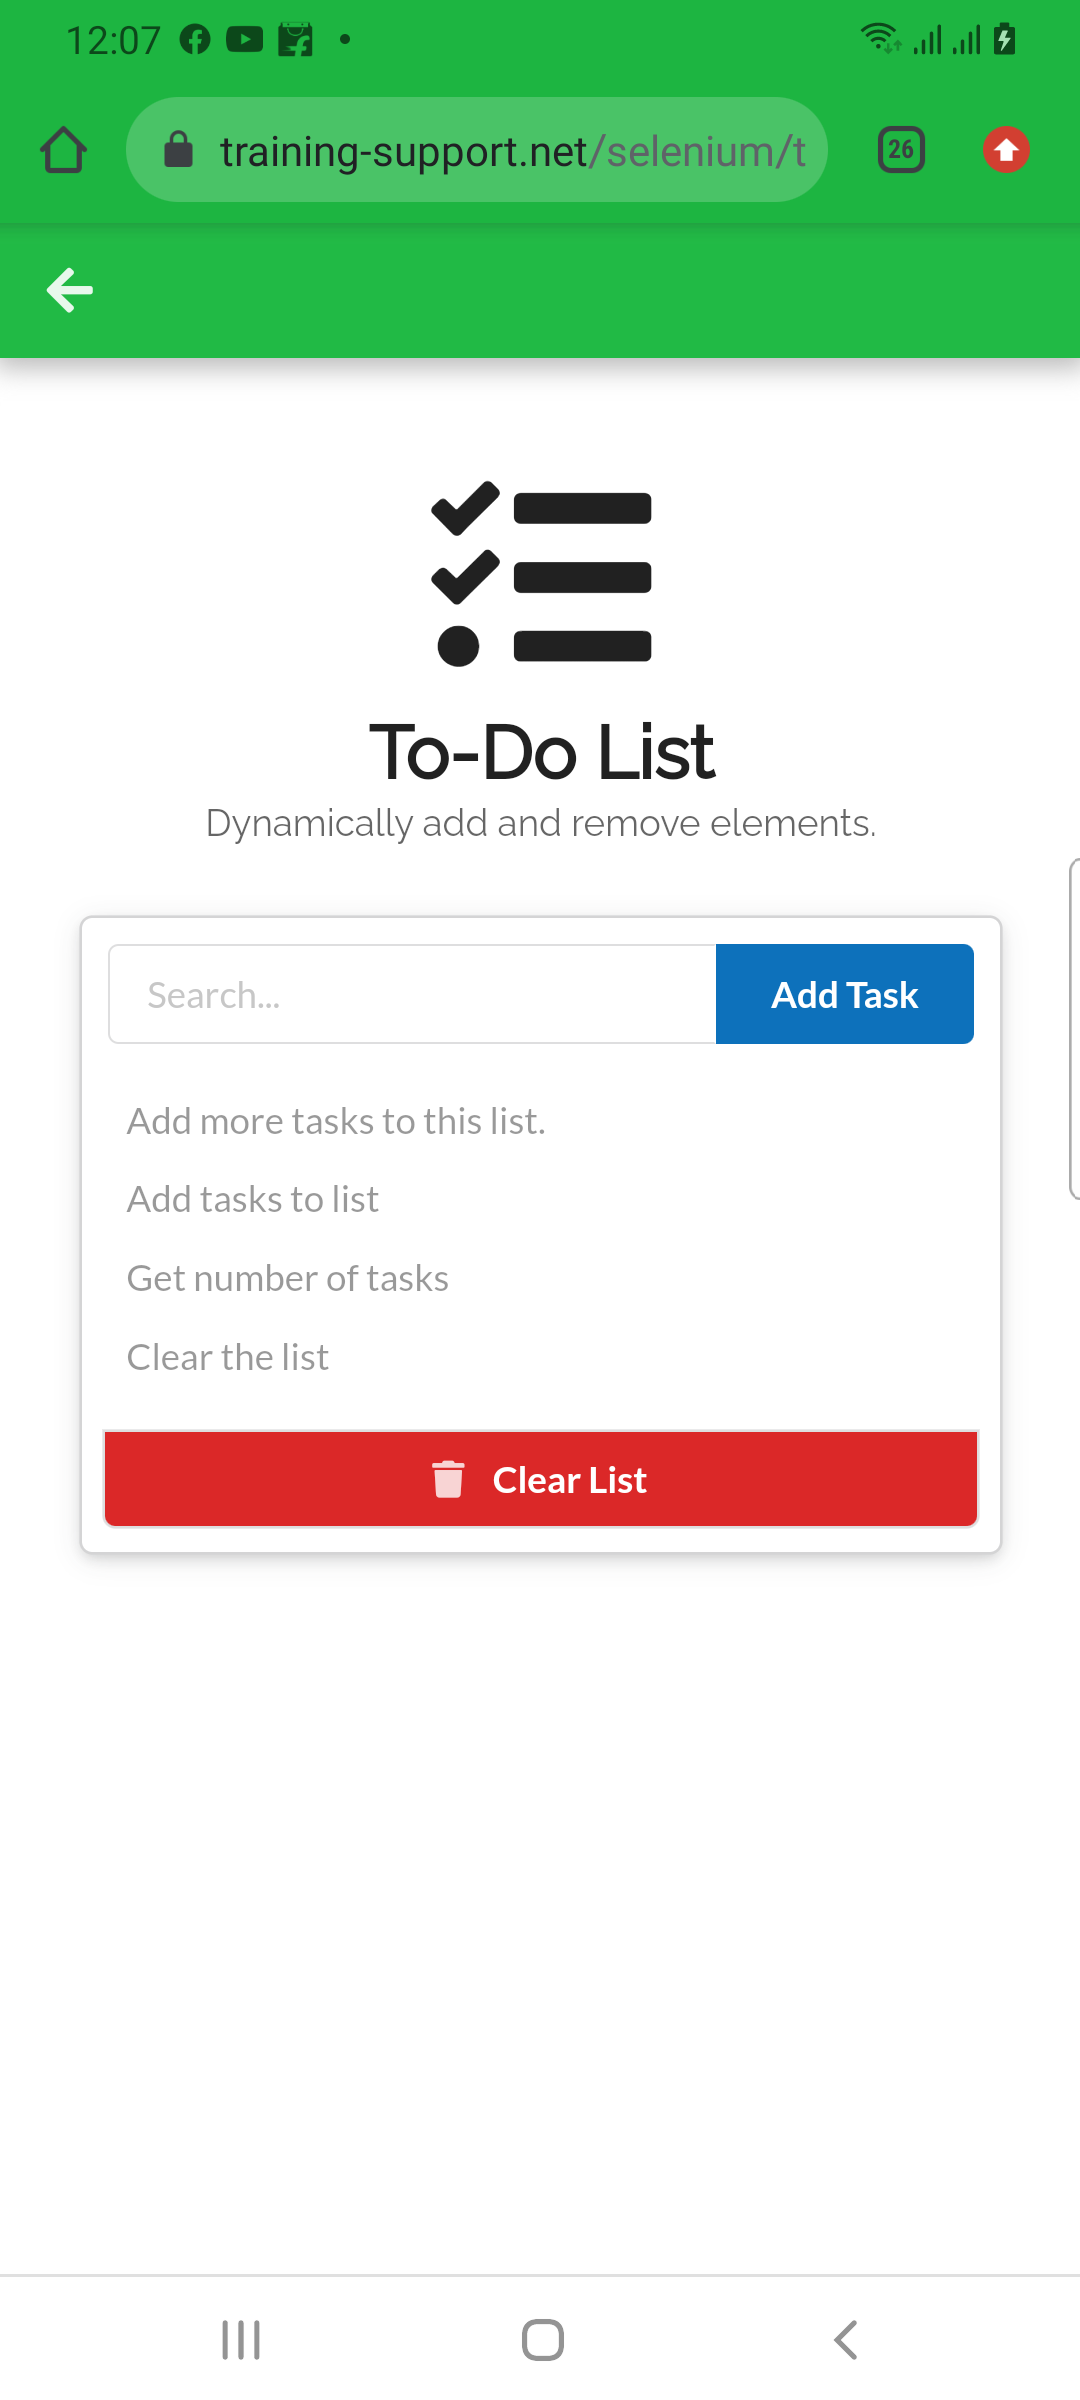 12:07
training-support.net/selenium/t
26
To-Do List
Dynamically add and remove elements.
Search...
Add Task
Add more tasks to this list.
Add tasks to list
Get number of tasks
Clear the list
Clear List